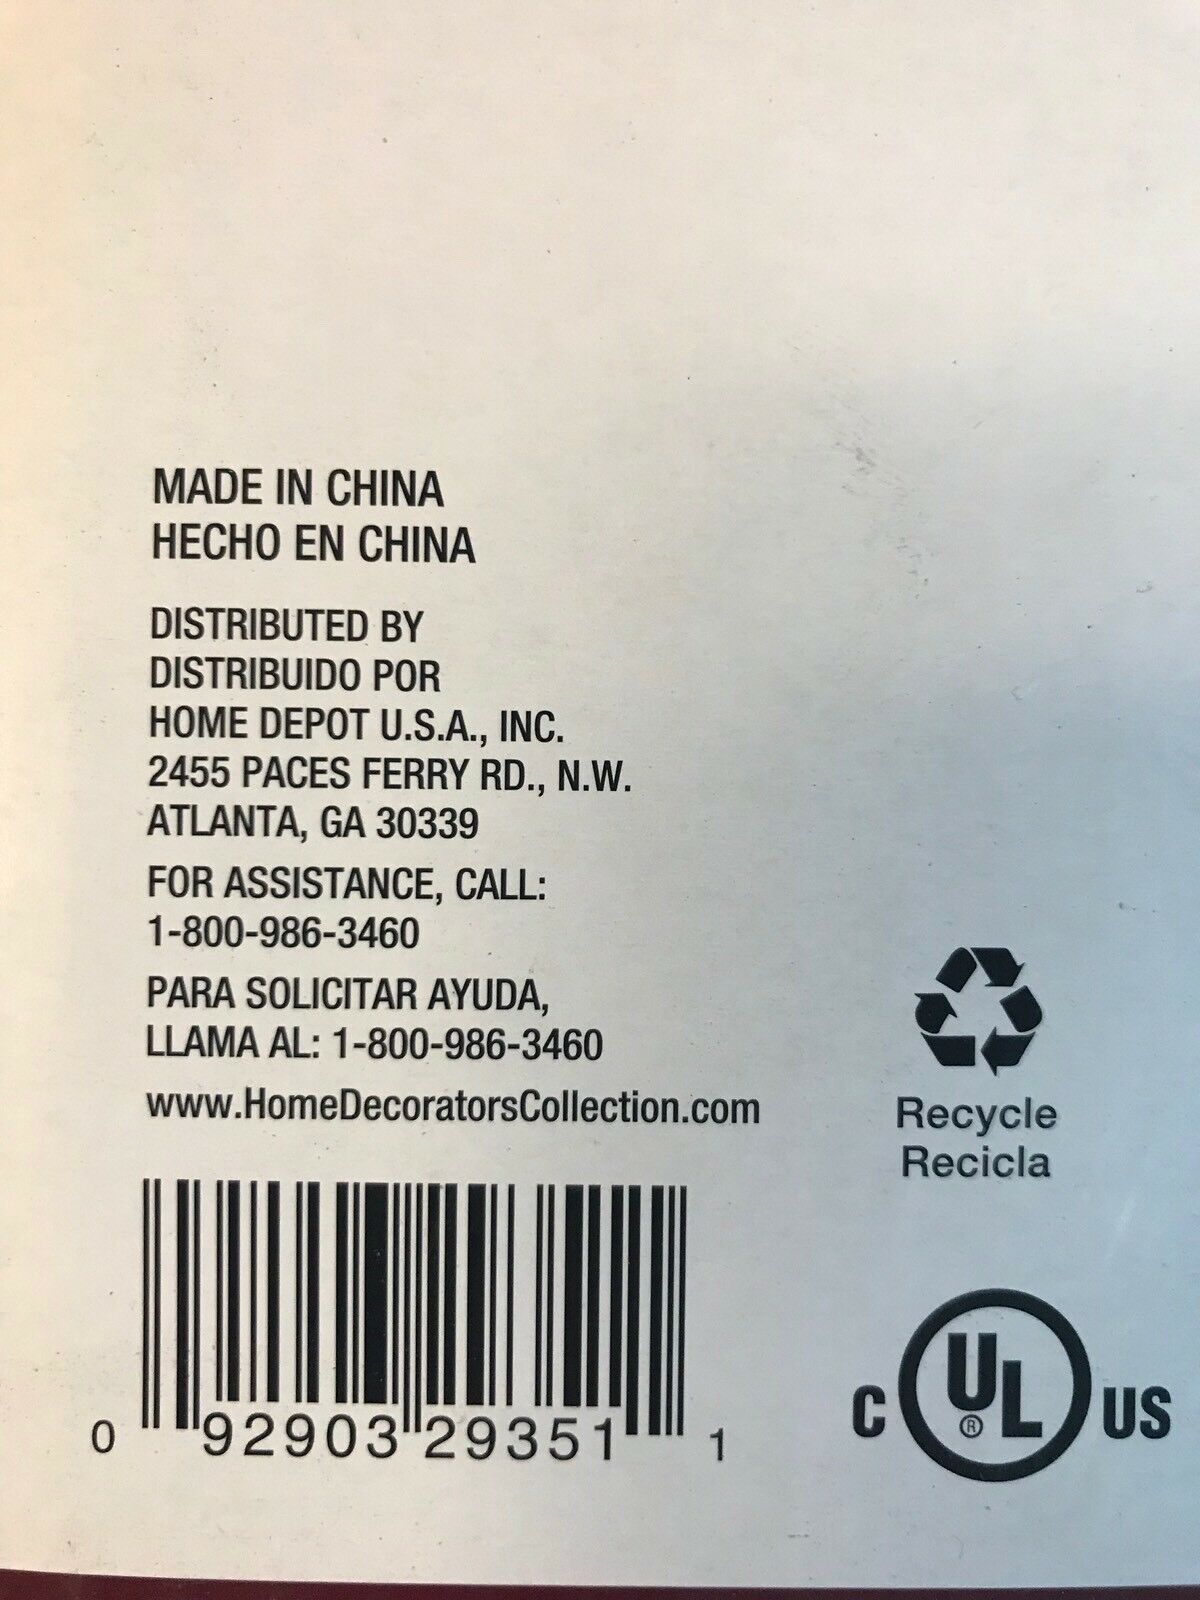 MADE IN CHINA
HECHO EN CHINA
DISTRIBUTED BY
DISTRIBUIDO POR
HOME DEPOT U.S.A., INC.
2455 PACES FERRY RD., N.W.
ATLANTA, GA 30339
FOR ASSISTANCE, CALL:
1-800-986-3460
PARA SOLICITAR AYUDA,
LLAMA AL: 1-800-986-3460
www.HomeDecoratorsCollection.com
Recycle
Recicla
0 92903 29351 1
C UL® US